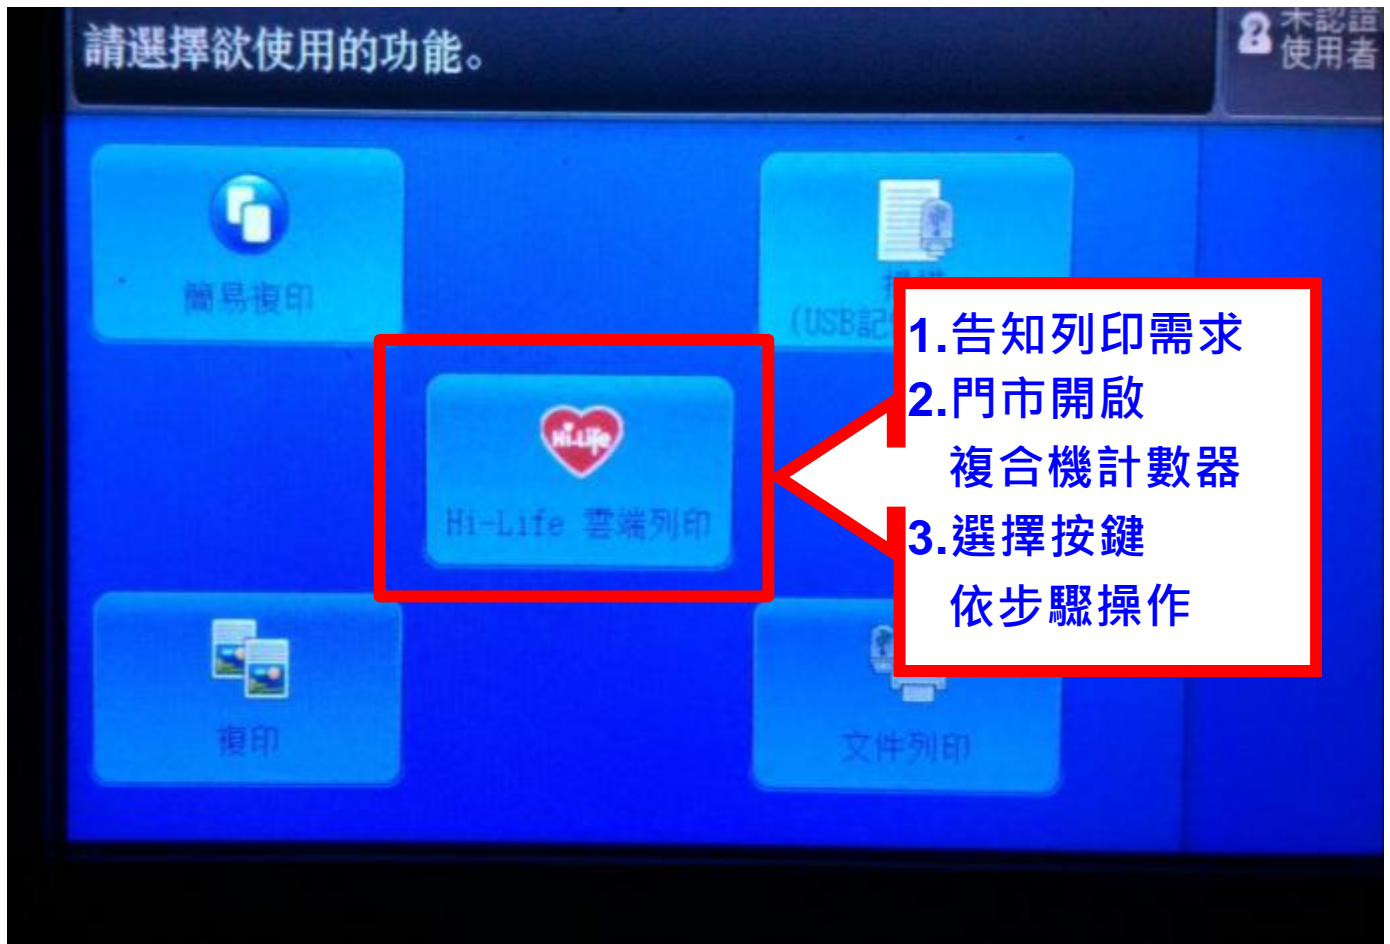 請選擇欲使用的功能。
使用者
簡易複印
(USB記
Hi-Life
Hi-Life 雲端列印
1.告知列印需求
2.門市開啟
複合機計數器
3.選擇按鍵
依步驟操作
複印
文件列印